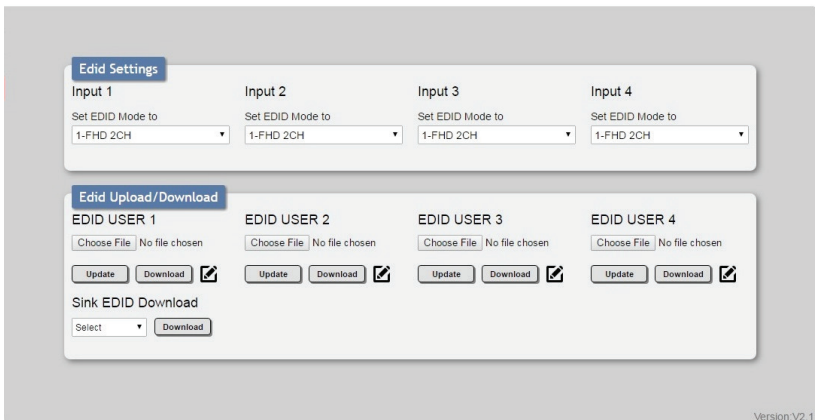 Edid Settings
Input 1 Input 2 Input 3 Input 4
Set EDID Mode to Set EDID Mode to Set EDID Mode to Set EDID Mode to
1-FHD 2CH 1-FHD 2CH 1-FHD 2CH 1-FHD 2CH
Edid Upload/Download
EDID USER 1 EDID USER 2 EDID USER 3 EDID USER 4
Choose File No file chosen Choose File No file chosen Choose File No file chosen Choose File No file chosen
Update Download Update Download Update Download Update Download
Sink EDID Download
Select Download
Version:V2.1